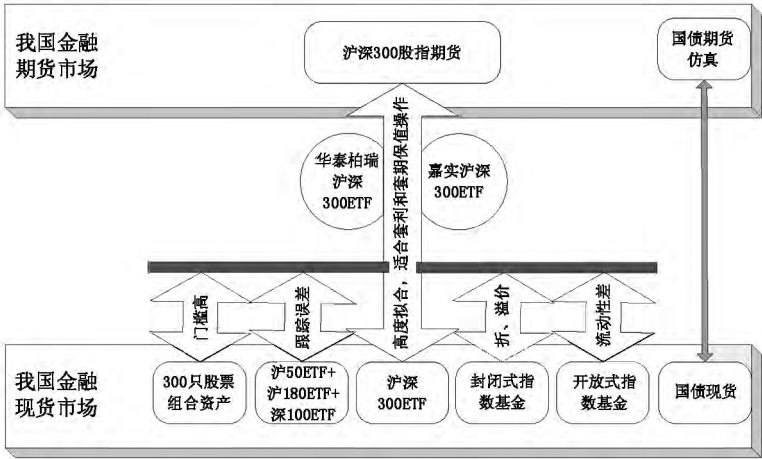 我国金融
期货市场
沪深300股指期货
国债期货
仿真
华泰柏瑞
沪深
300ETF
高度拟合，适合套利和套期保值操作
嘉实沪深
300ETF
门槛高
跟踪误差
折、溢价
流动性差
我国金融
现货市场
300只股票
组合资产
沪50ETF+
沪180ETF+
深100ETF
沪深
300ETF
封闭式指
数基金
开放式指
数基金
国债现货